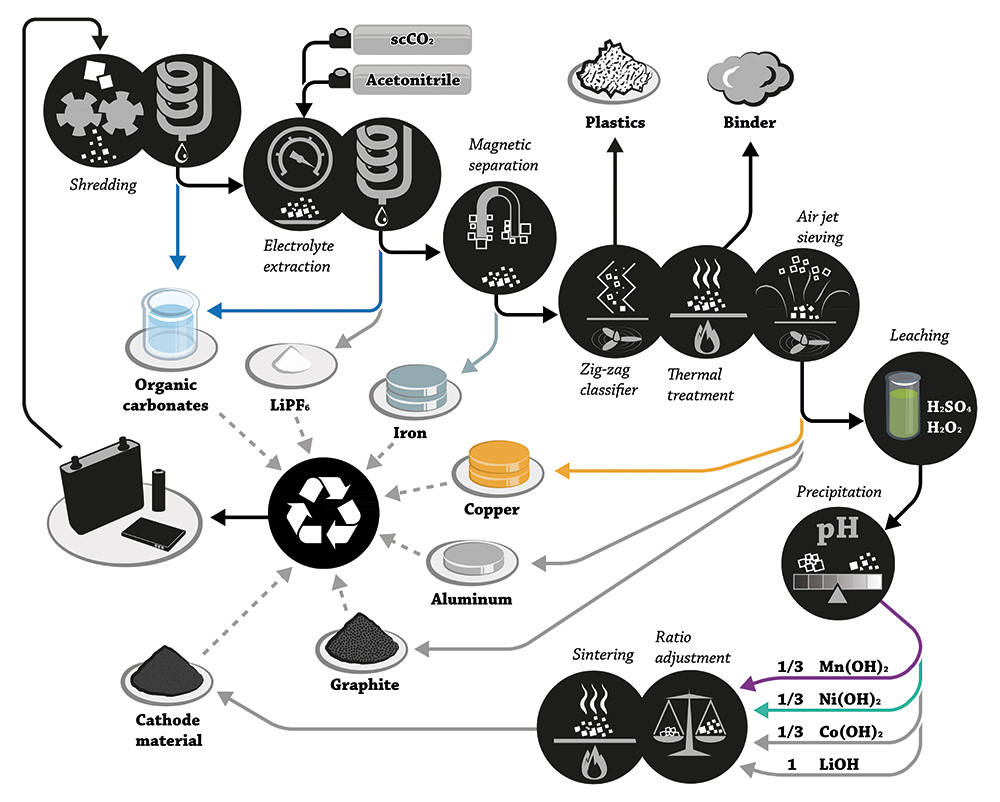 scCO₂
Acetonitrile
Shredding
Electrolyte
extraction
Magnetic
separation
Plastics
Binder
Air jet
sieving
Zig-zag
classifier
Thermal
treatment
Leaching
H₂SO₄
H₂O₂
Organic
carbonates
LiPF₆
Iron
Copper
Aluminum
Graphite
Cathode
material
Precipitation
pH
Sintering
Ratio
adjustment
1/3 Mn(OH)₂
1/3 Ni(OH)₂
1/3 Co(OH)₂
1 LiOH